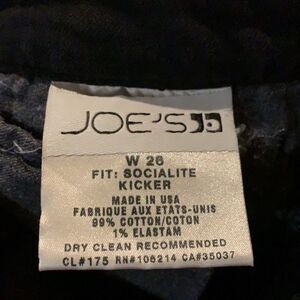 JOE'S
W 26
FIT: SOCIALITE
KICKER
MADE IN USA
FABRIQUE AUX ETATS-UNIS
99% COTTON/COTON
1% ELASTAM
DRY CLEAN RECOMMENDED
CL#175 RN#106214 CA#35037